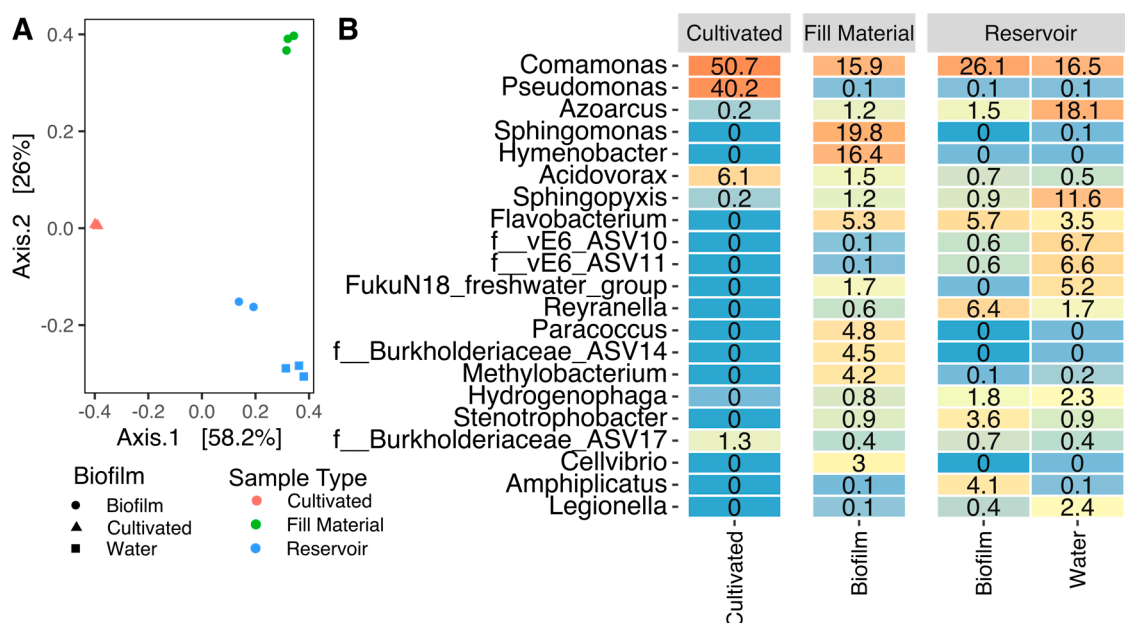 A
0.4
0.2
0.0
-0.2
Axis.2 [26%]
-0.4 -0.2 0.0 0.2 0.4
Axis.1 [58.2%]
Biofilm
Biofilm
Cultivated
Water
Sample Type
Cultivated
Fill Material
Reservoir
B
Cultivated Fill Material Reservoir
Comamonas 50.7 15.9 26.1 16.5
Pseudomonas 40.2 0.1 0.1 0.1
Azoarcus 0.2 1.2 1.5 18.1
Sphingomonas 0 19.8 0 0.1
Hymenobacter 0 16.4 0 0
Acidovorax 6.1 1.5 0.7 0.5
Sphingopyxis 0.2 1.2 0.9 11.6
Flavobacterium 0 5.3 5.7 3.5
f__vE6_ASV10 0 0.1 0.6 6.7
f__vE6_ASV11 0 0.1 0.6 6.6
FukuN18_freshwater_group 0 1.7 0 5.2
Reyranella 0 0.6 6.4 1.7
Paracoccus 0 4.8 0 0
f__Burkholderiaceae_ASV14 0 4.5 0 0
Methylobacterium 0 4.2 0.1 0.2
Hydrogenophaga 0 0.8 1.8 2.3
Stenotrophobacter 0 0.9 3.6 0.9
f__Burkholderiaceae_ASV17 1.3 0.4 0.7 0.4
Cellvibrio 0 3 0 0
Amphiplicatus 0 0.1 4.1 0.1
Legionella 0 0.1 0.4 2.4
Cultivated Biofilm Biofilm Water